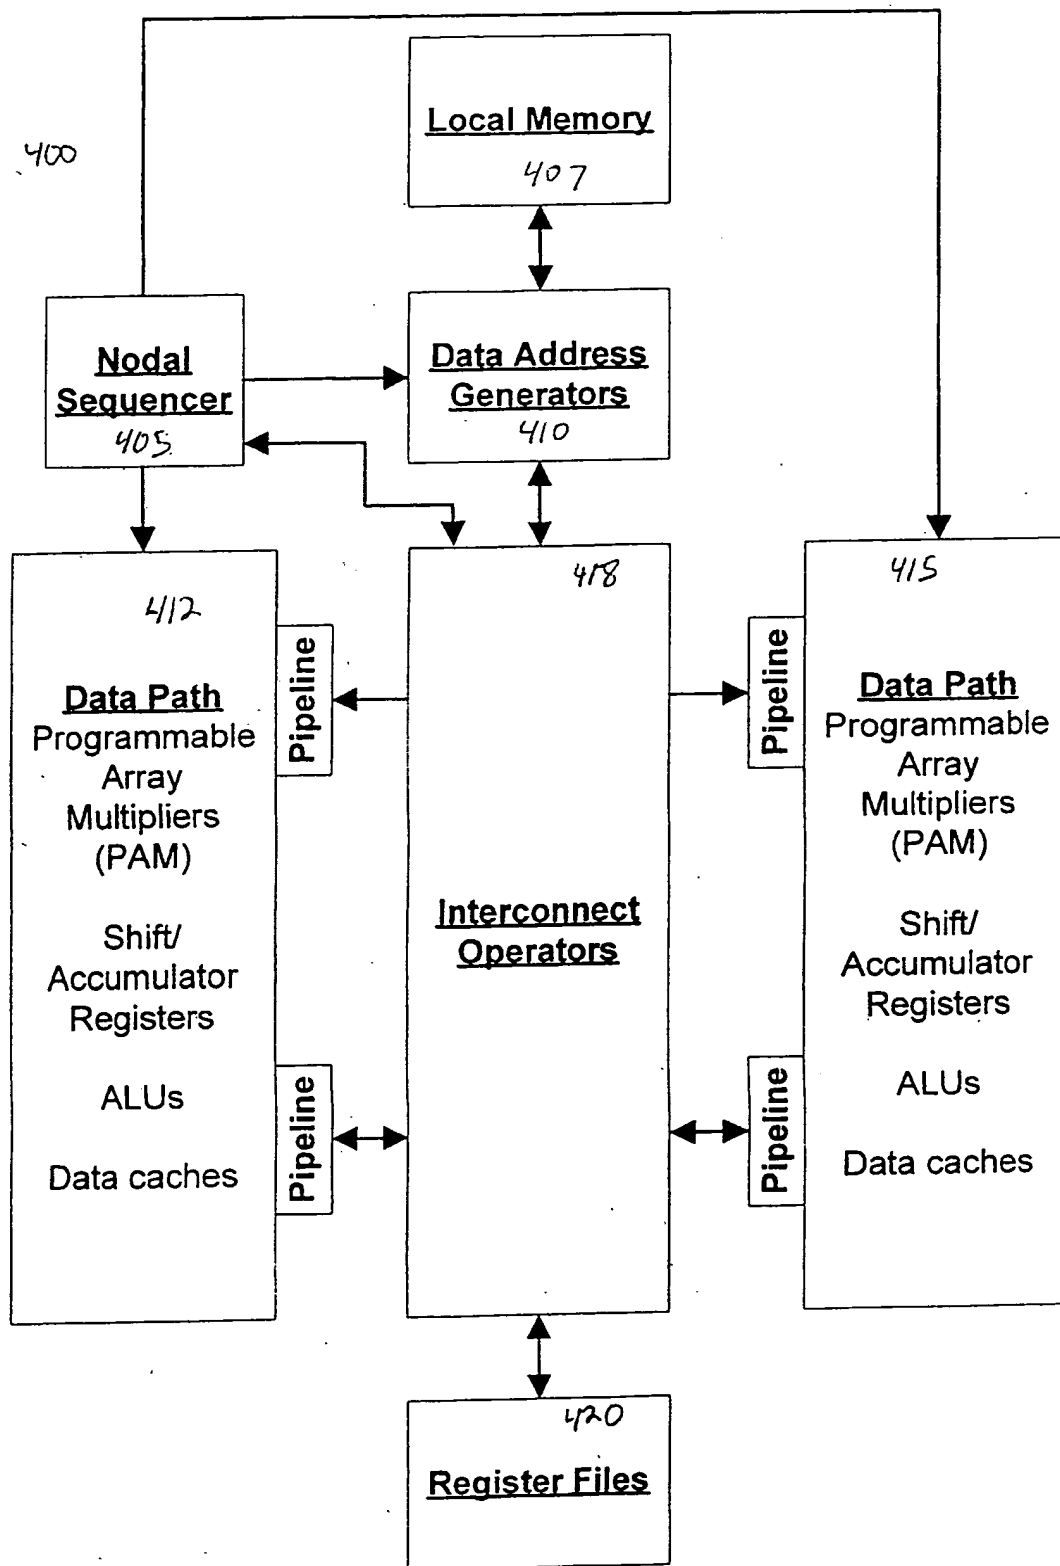 400
Local Memory
407
Nodal
Sequencer
405
Data Address
Generators
410
412
Data Path
Programmable
Array
Multipliers
(PAM)
Shift/
Accumulator
Registers
ALUs
Data caches
Pipeline
Pipeline
418
Interconnect
Operators
Pipeline
Pipeline
415
Data Path
Programmable
Array
Multipliers
(PAM)
Shift/
Accumulator
Registers
ALUs
Data caches
420
Register Files